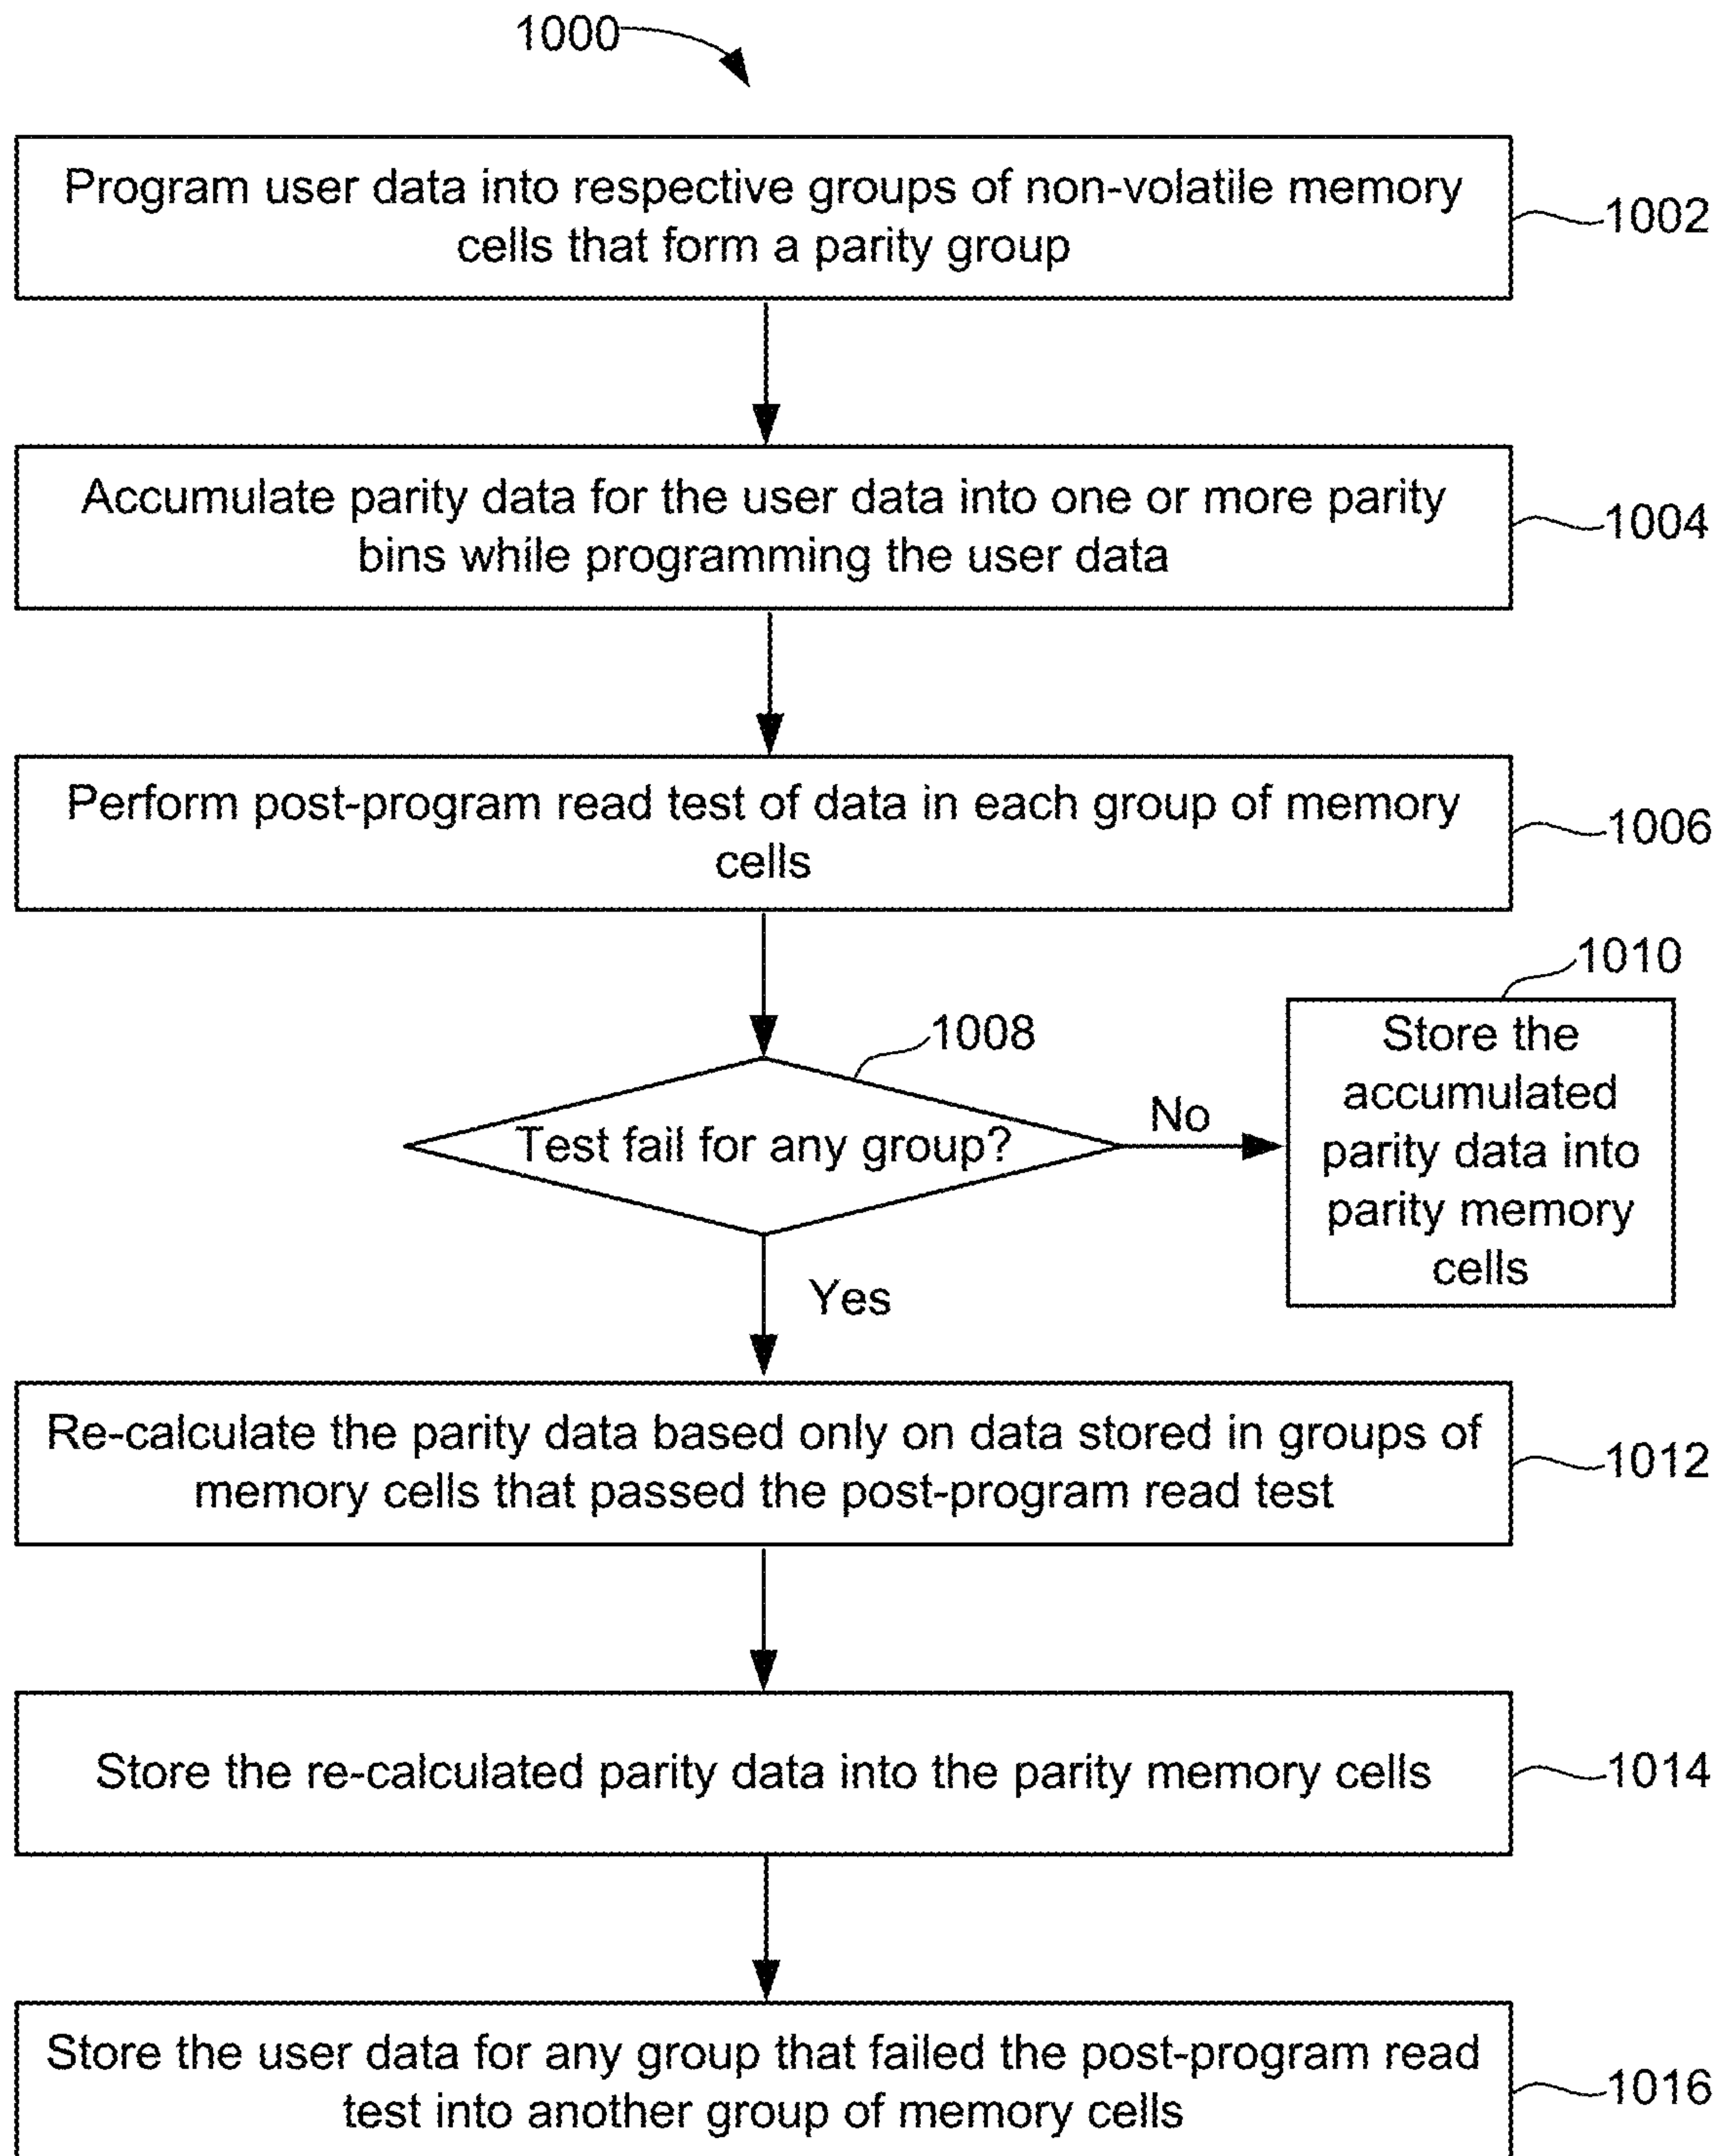 1000
Program user data into respective groups of non-volatile memory
cells that form a parity group
1002
Accumulate parity data for the user data into one or more parity
bins while programming the user data
1004
Perform post-program read test of data in each group of memory
cells
1006
1008
Test fail for any group?
No
1010
Store the
accumulated
parity data into
parity memory
cells
Yes
Re-calculate the parity data based only on data stored in groups of
memory cells that passed the post-program read test
1012
Store the re-calculated parity data into the parity memory cells
1014
Store the user data for any group that failed the post-program read
test into another group of memory cells
1016